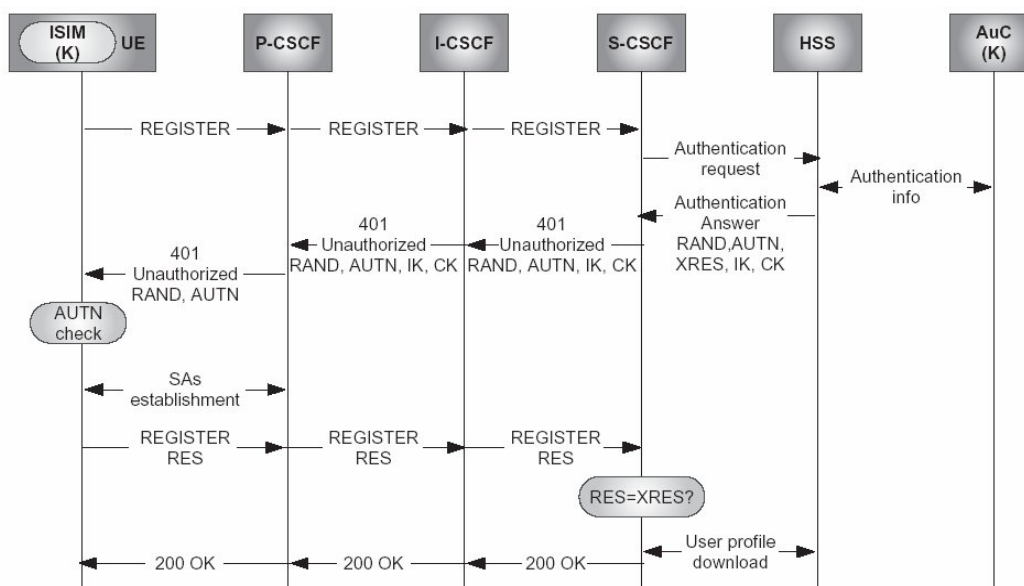 ISIM
(K)
UE
P-CSCF
I-CSCF
S-CSCF
HSS
AuC
(K)
REGISTER
REGISTER
REGISTER
Authentication
request
Authentication
info
Authentication
Answer
RAND,AUTN,
XRES, IK, CK
401
Unauthorized
RAND, AUTN, IK, CK
401
Unauthorized
RAND, AUTN, IK, CK
401
Unauthorized
RAND, AUTN
AUTN
check
SAs
establishment
REGISTER
RES
REGISTER
RES
REGISTER
RES
RES=XRES?
User profile
download
200 OK
200 OK
200 OK